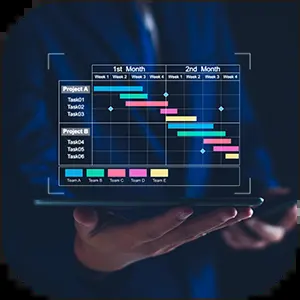 1st Month 2nd Month
Week 1 Week 2 Week 3 Week 4 Week 1 Week 2 Week 3 Week 4
Project A
Task01
Task02
Task03
Project B
Task04
Task05
Task06
Team A Team B Team C Team D Team E